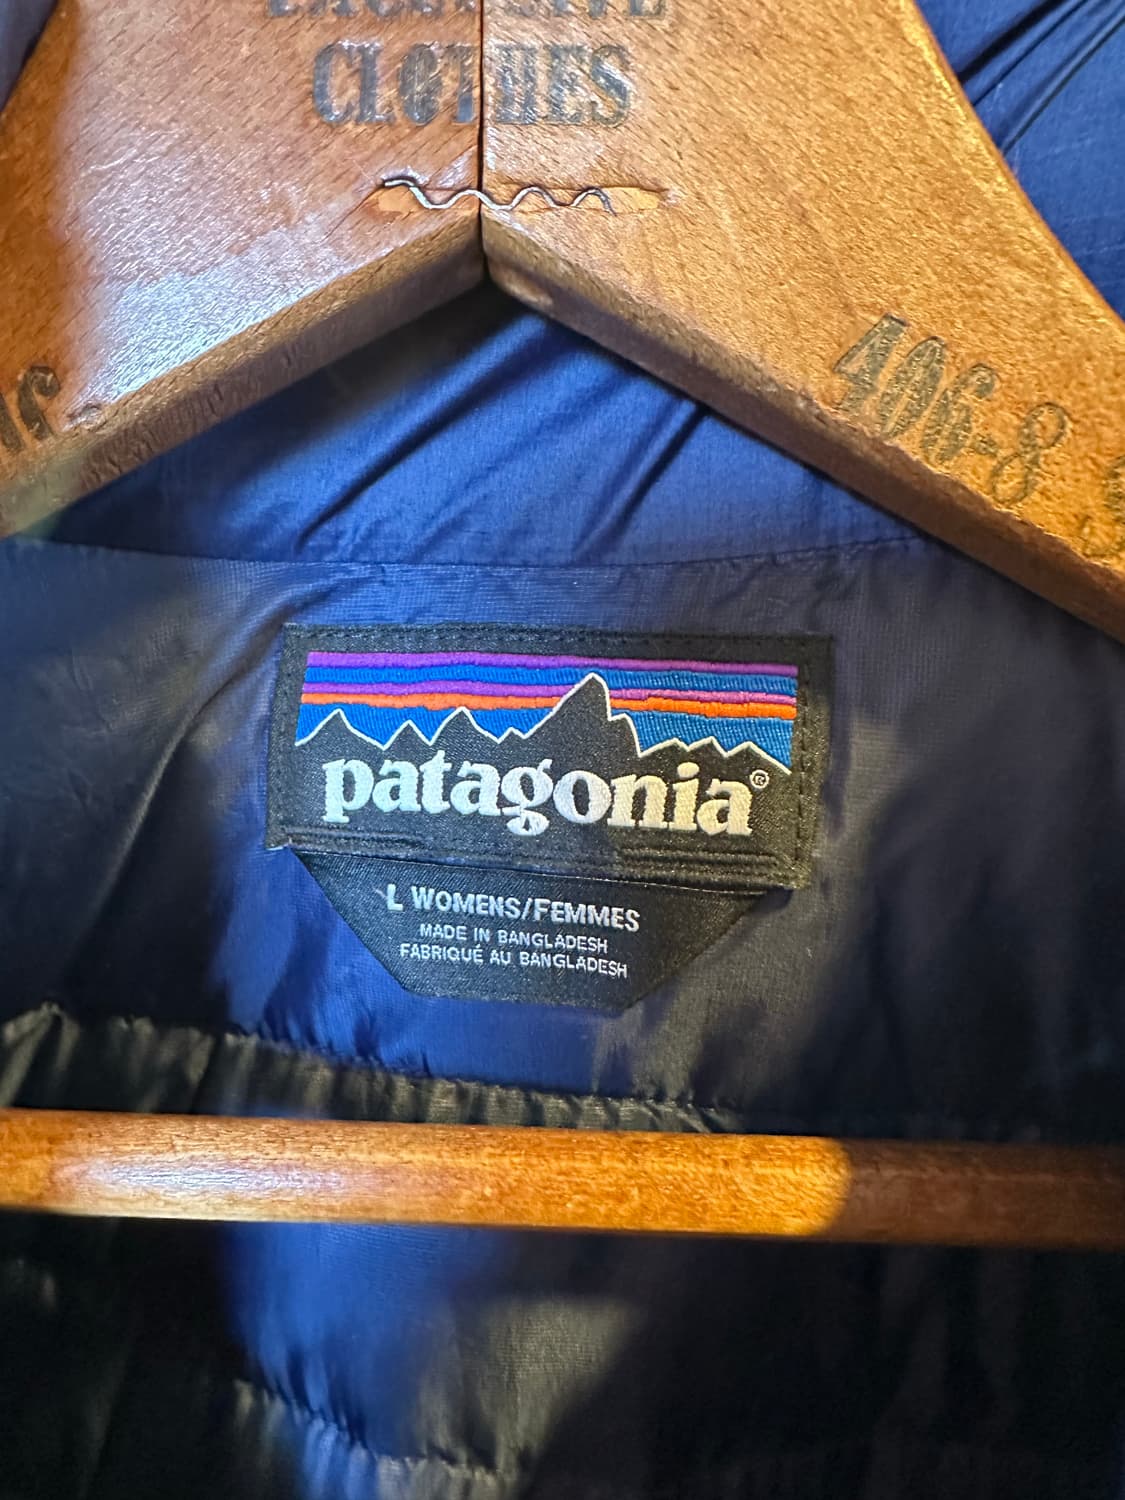 CLOTHES
406-8
patagonia®
L WOMENS/FEMMES
MADE IN BANGLADESH
FABRIQUÉ AU BANGLADESH